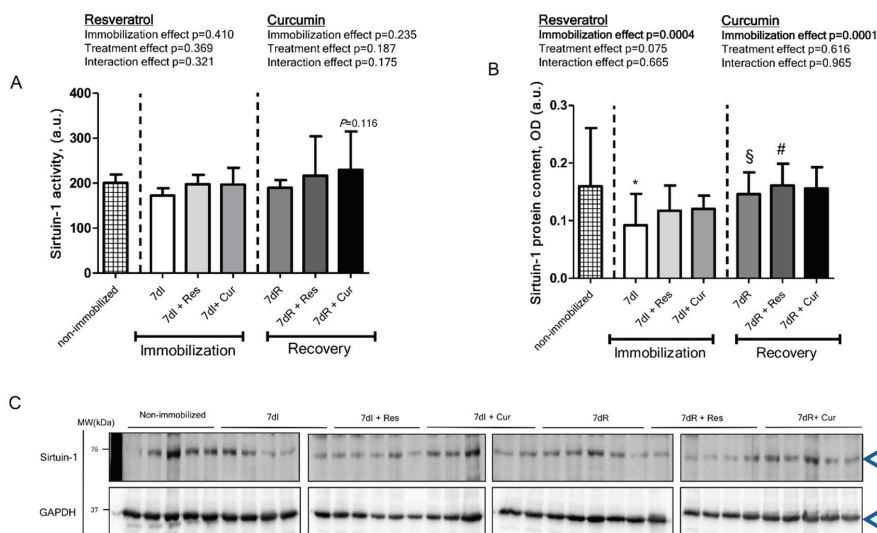 Resveratrol
Immobilization effect p=0.410
Treatment effect p=0.369
Interaction effect p=0.321
Curcumin
Immobilization effect p=0.235
Treatment effect p=0.187
Interaction effect p=0.175
A
Sirtuin-1 activity, (a.u.)
400
300
200
100
0
P=0.116
non-immobilized
7dI
7dI + Res
7dI+ Cur
7dR
7dR + Res
7dR + Cur
Immobilization
Recovery
Resveratrol
Immobilization effect p=0.0004
Treatment effect p=0.075
Interaction effect p=0.665
Curcumin
Immobilization effect p=0.0001
Treatment effect p=0.616
Interaction effect p=0.965
B
Sirtuin-1 protein content, OD (a.u.)
0.3
0.2
0.1
0.0
*
§
#
non-immobilized
7dI
7dI + Res
7dI+ Cur
7dR
7dR + Res
7dR + Cur
Immobilization
Recovery
C
MW(kDa)
Non-immobilized
7dI
7dI + Res
7dI + Cur
7dR
7dR + Res
7dR+ Cur
Sirtuin-1
75
GAPDH
37